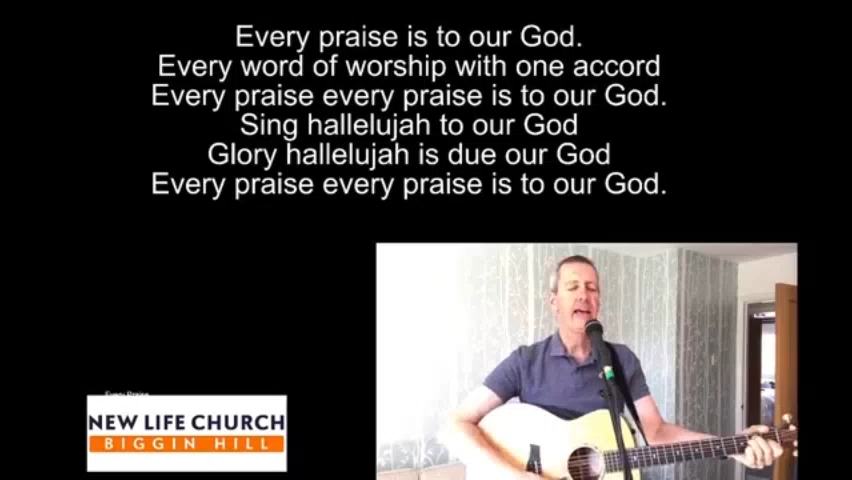 Every praise is to our God.
Every word of worship with one accord
Every praise every praise is to our God.
Sing hallelujah to our God
Glory hallelujah is due our God
Every praise every praise is to our God.
Every Praise
NEW LIFE CHURCH
BIGGIN HILL